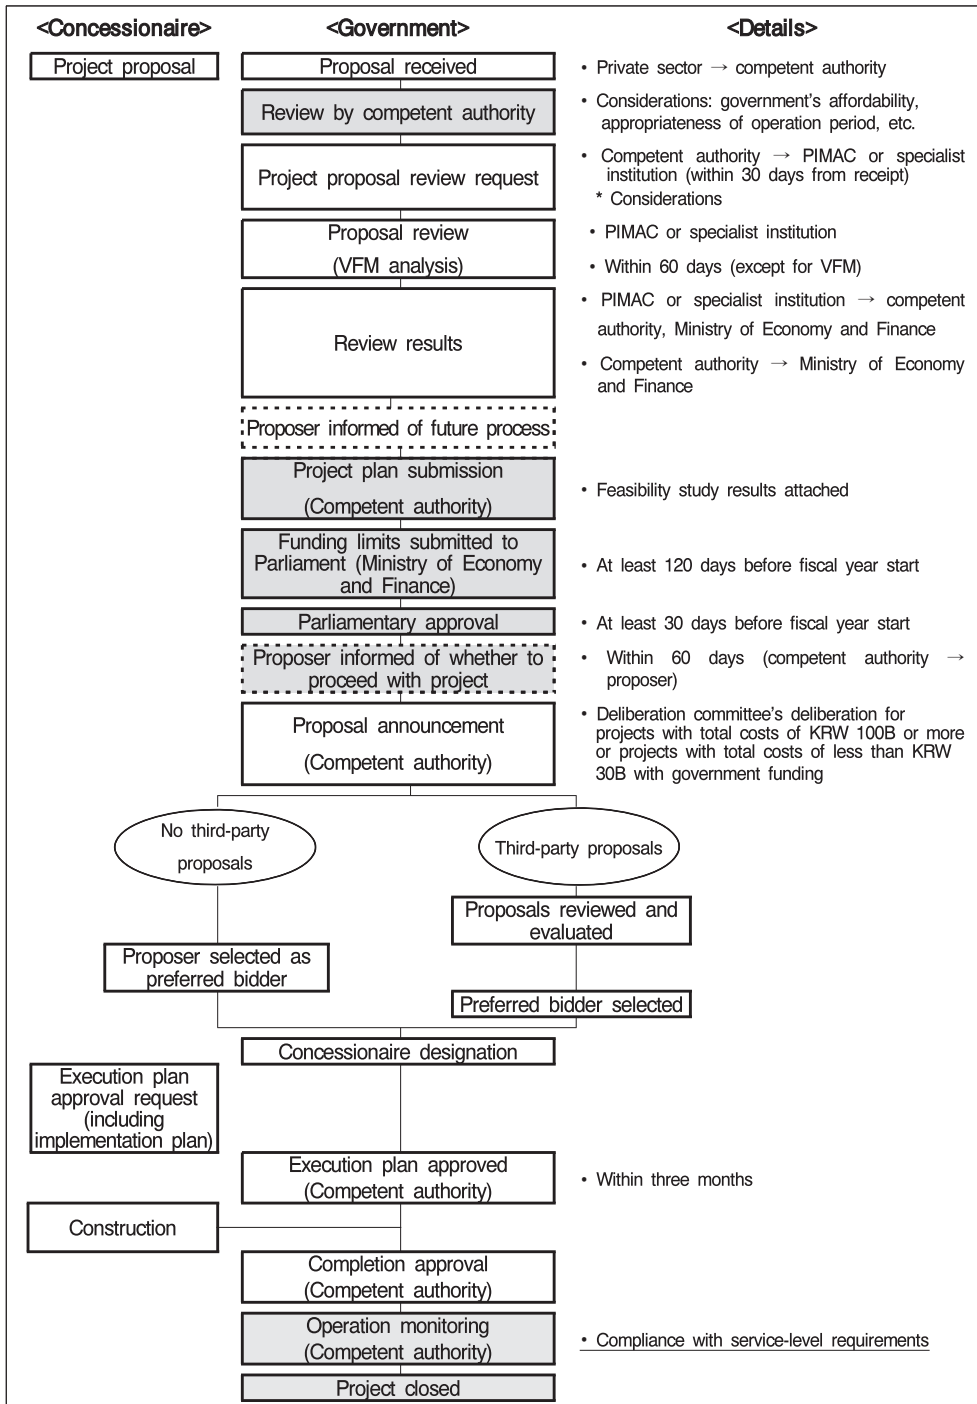 <Concessionaire>
<Government>
<Details>
Project proposal
Proposal received
• Private sector → competent authority
Review by competent authority
• Considerations: government’s affordability,
appropriateness of operation period, etc.
Project proposal review request
• Competent authority → PIMAC or specialist
institution (within 30 days from receipt)
* Considerations
Proposal review
(VFM analysis)
• PIMAC or specialist institution
• Within 60 days (except for VFM)
Review results
• PIMAC or specialist institution → competent
authority, Ministry of Economy and Finance
• Competent authority → Ministry of Economy
and Finance
Proposer informed of future process
Project plan submission
(Competent authority)
• Feasibility study results attached
Funding limits submitted to
Parliament (Ministry of Economy
and Finance)
• At least 120 days before fiscal year start
Parliamentary approval
• At least 30 days before fiscal year start
Proposer informed of whether to
proceed with project
• Within 60 days (competent authority →
proposer)
Proposal announcement
(Competent authority)
• Deliberation committee’s deliberation for
projects with total costs of KRW 100B or more
or projects with total costs of less than KRW
30B with government funding
No third-party
proposals
Third-party proposals
Proposals reviewed and
evaluated
Proposer selected as
preferred bidder
Preferred bidder selected
Concessionaire designation
Execution plan
approval request
(including
implementation plan)
Execution plan approved
(Competent authority)
• Within three months
Construction
Completion approval
(Competent authority)
Operation monitoring
(Competent authority)
• Compliance with service-level requirements
Project closed